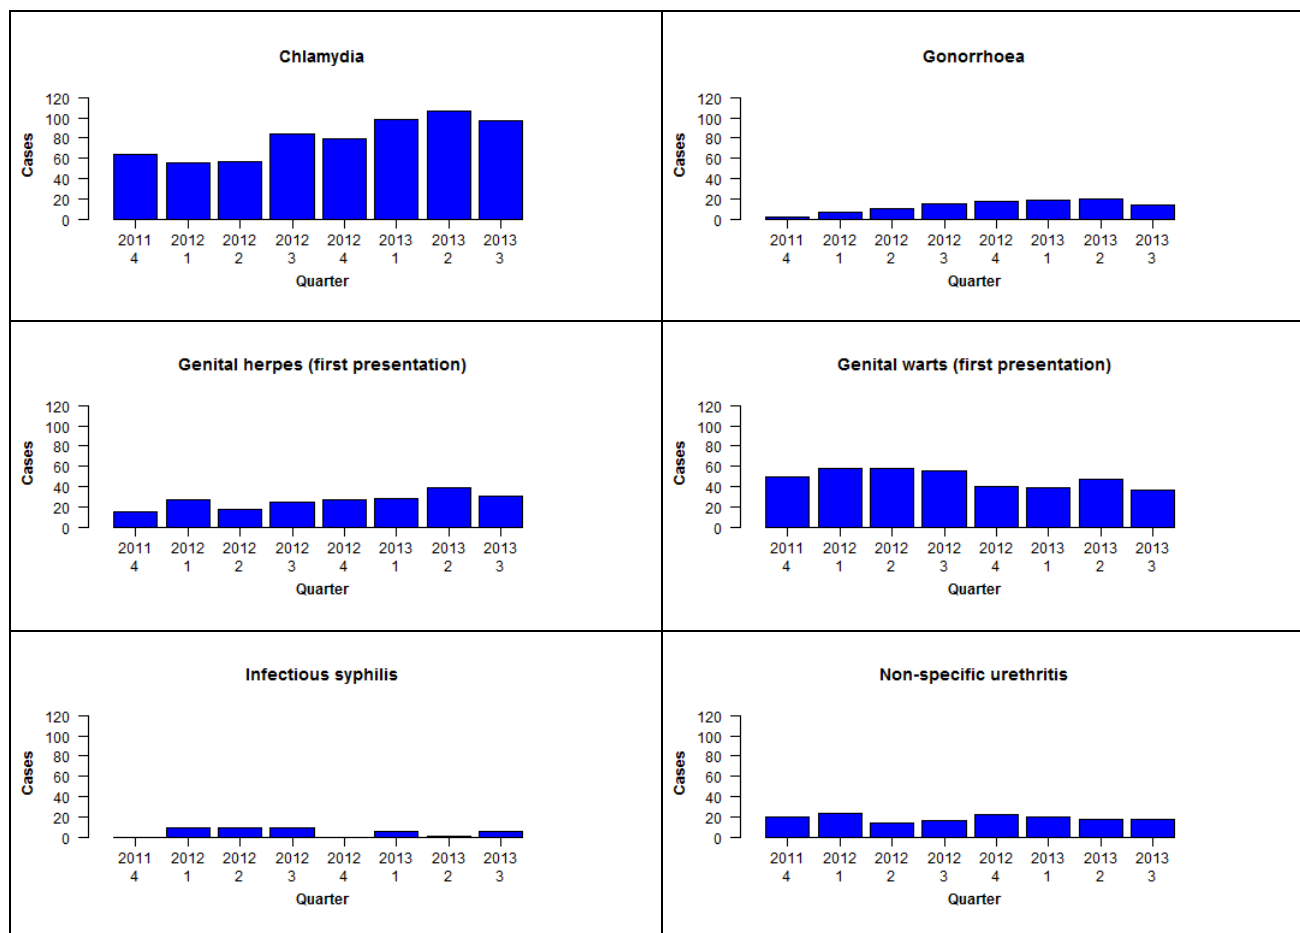 Chlamydia
120
100
80
60
40
20
0
Cases
2011 2012 2012 2012 2012 2013 2013 2013
4 1 2 3 4 1 2 3
Quarter
Gonorrhoea
120
100
80
60
40
20
0
Cases
2011 2012 2012 2012 2012 2013 2013 2013
4 1 2 3 4 1 2 3
Quarter
Genital herpes (first presentation)
120
100
80
60
40
20
0
Cases
2011 2012 2012 2012 2012 2013 2013 2013
4 1 2 3 4 1 2 3
Quarter
Genital warts (first presentation)
120
100
80
60
40
20
0
Cases
2011 2012 2012 2012 2012 2013 2013 2013
4 1 2 3 4 1 2 3
Quarter
Infectious syphilis
120
100
80
60
40
20
0
Cases
2011 2012 2012 2012 2012 2013 2013 2013
4 1 2 3 4 1 2 3
Quarter
Non-specific urethritis
120
100
80
60
40
20
0
Cases
2011 2012 2012 2012 2012 2013 2013 2013
4 1 2 3 4 1 2 3
Quarter